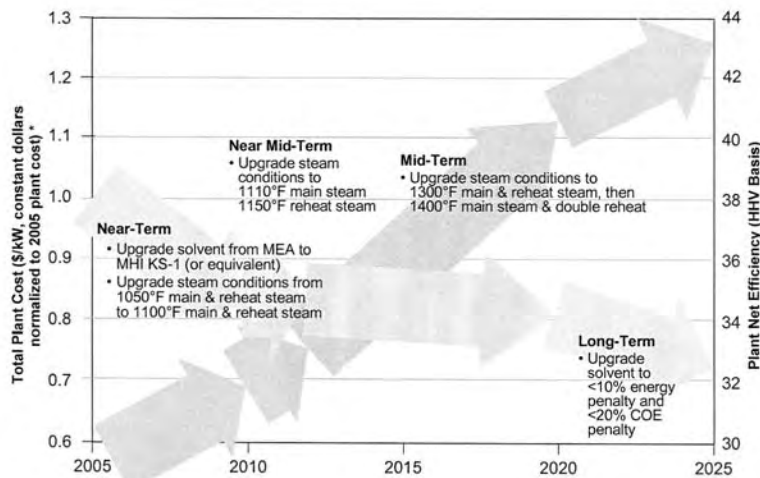 Total Plant Cost ($/kW, constant dollars
normalized to 2005 plant cost) *
1.3
1.2
1.1
1.0
0.9
0.8
0.7
0.6
Near Mid-Term
• Upgrade steam
conditions to
1110°F main steam
1150°F reheat steam
Mid-Term
• Upgrade steam conditions to
1300°F main & reheat steam, then
1400°F main steam & double reheat
Near-Term
• Upgrade solvent from MEA to
MHI KS-1 (or equivalent)
• Upgrade steam conditions from
1050°F main & reheat steam
to 1100°F main & reheat steam
Long-Term
• Upgrade
solvent to
<10% energy
penalty and
<20% COE
penalty
44
42
40
38
36
34
32
30
Plant Net Efficiency (HHV Basis)
2005
2010
2015
2020
2025